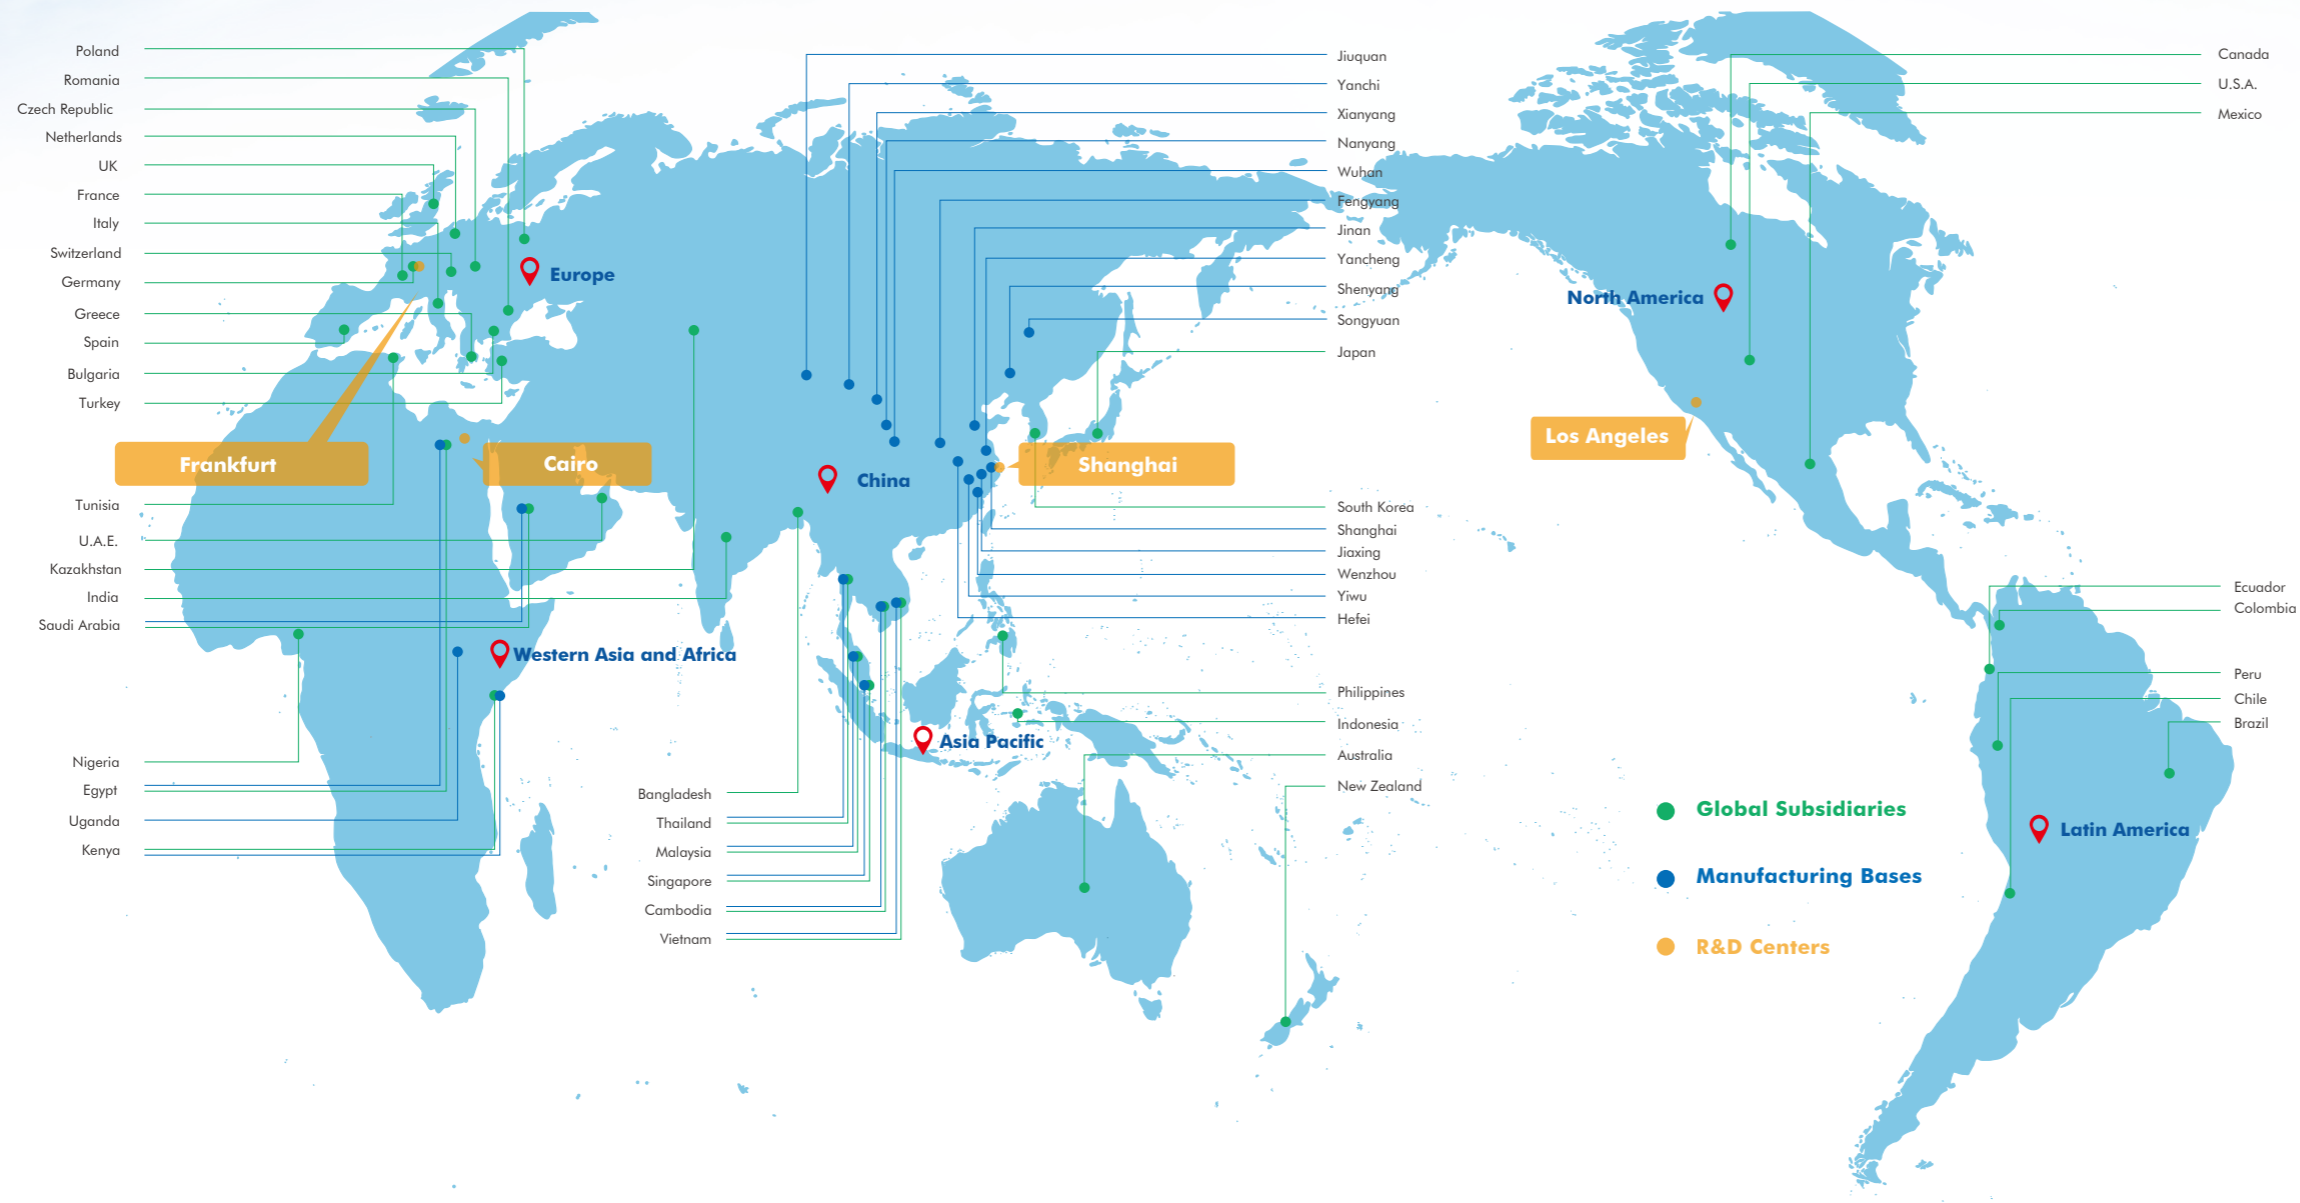 Poland
Romania
Czech Republic
Netherlands
UK
France
Italy
Switzerland
Germany
Greece
Spain
Bulgaria
Turkey
Frankfurt
Cairo
Tunisia
U.A.E.
Kazakhstan
India
Saudi Arabia
Nigeria
Egypt
Uganda
Kenya
Europe
Western Asia and Africa
China
Asia Pacific
Bangladesh
Thailand
Malaysia
Singapore
Cambodia
Vietnam
Jiuquan
Yanchi
Xianyang
Nanyang
Wuhan
Fengyang
Jinan
Yancheng
Shenyang
Songyuan
Japan
Shanghai
South Korea
Shanghai
Jiaxing
Wenzhou
Yiwu
Hefei
Philippines
Indonesia
Australia
New Zealand
North America
Los Angeles
Canada
U.S.A.
Mexico
Ecuador
Colombia
Peru
Chile
Brazil
Latin America
Global Subsidiaries
Manufacturing Bases
R&D Centers